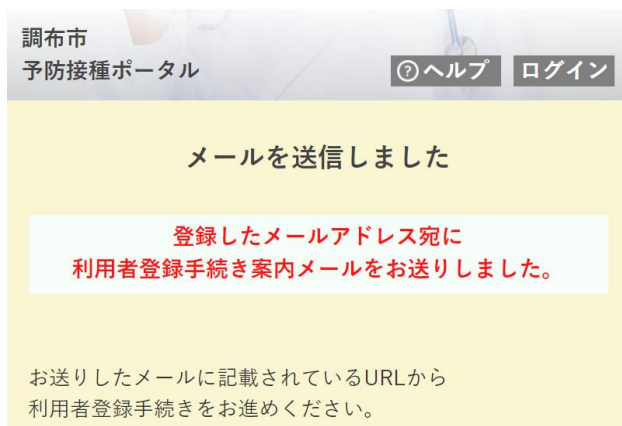 調布市
予防接種ポータル
?ヘルプ ログイン
メールを送信しました
登録したメールアドレス宛に
利用者登録手続き案内メールをお送りしました。
お送りしたメールに記載されているURLから
利用者登録手続きをお進めください。